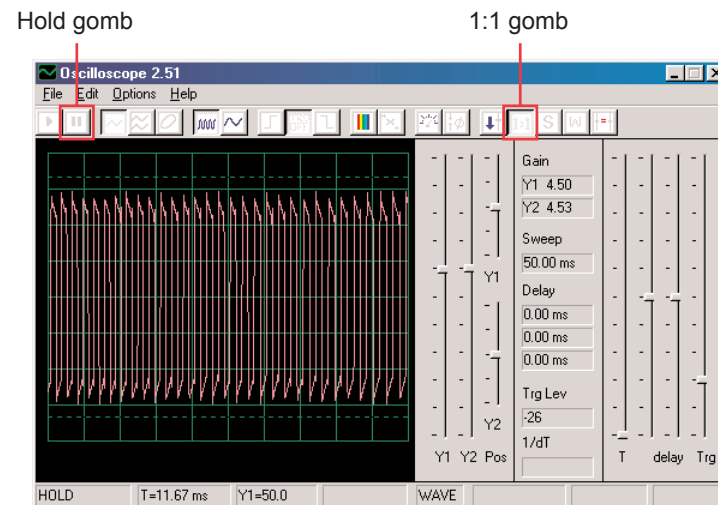 Hold gomb
1:1 gomb
Oscilloscope 2.51
File Edit Options Help
1:1 S W
Gain
Y1 4.50
Y2 4.53
Sweep
50.00 ms
Delay
0.00 ms
0.00 ms
0.00 ms
Trg Lev
-26
1/dT
Y1
Y2
Y1 Y2 Pos
T delay Trg
HOLD T=11.67 ms Y1=50.0 WAVE